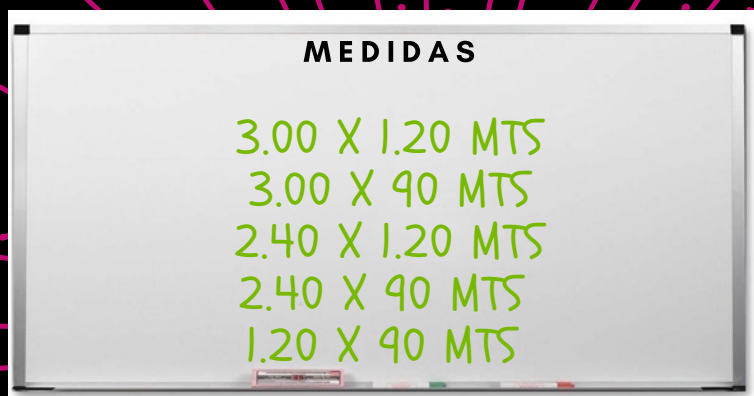 MEDIDAS
3.00 X 1.20 MTS
3.00 X 90 MTS
2.40 X 1.20 MTS
2.40 X 90 MTS
1.20 X 90 MTS